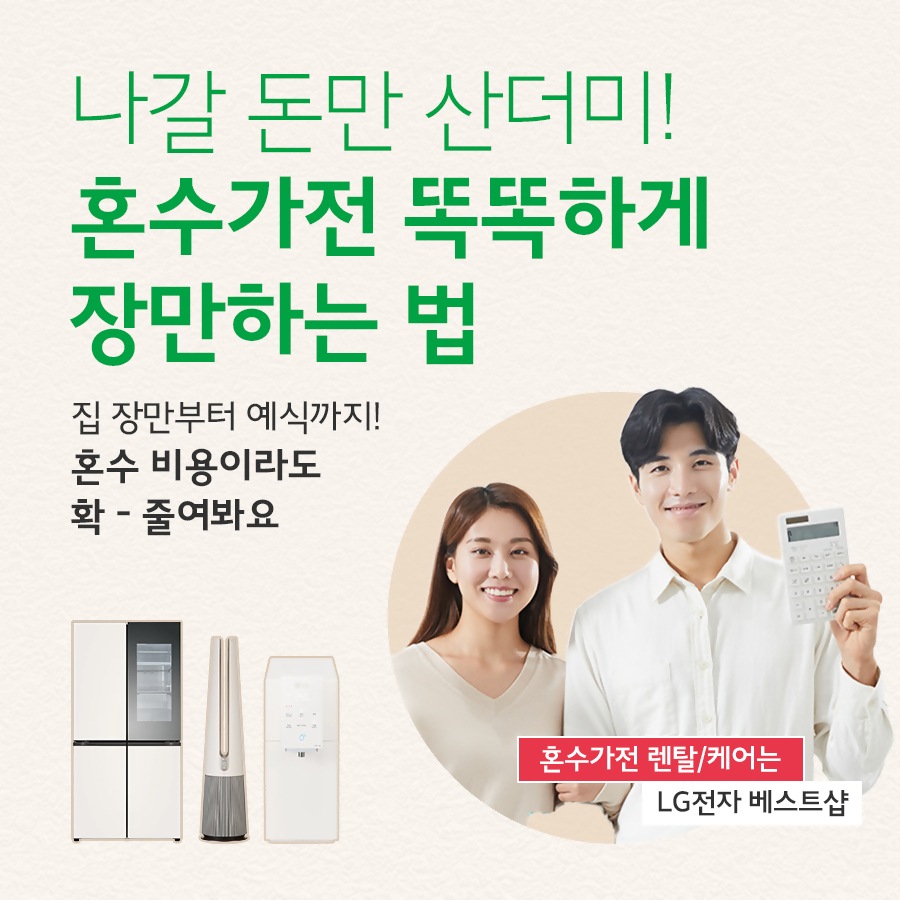 나갈 돈만 산더미!
혼수가전 똑똑하게
장만하는 법
집 장만부터 예식까지!
혼수 비용이라도
확 - 줄여봐요
혼수가전 렌탈/케어는
LG전자 베스트샵